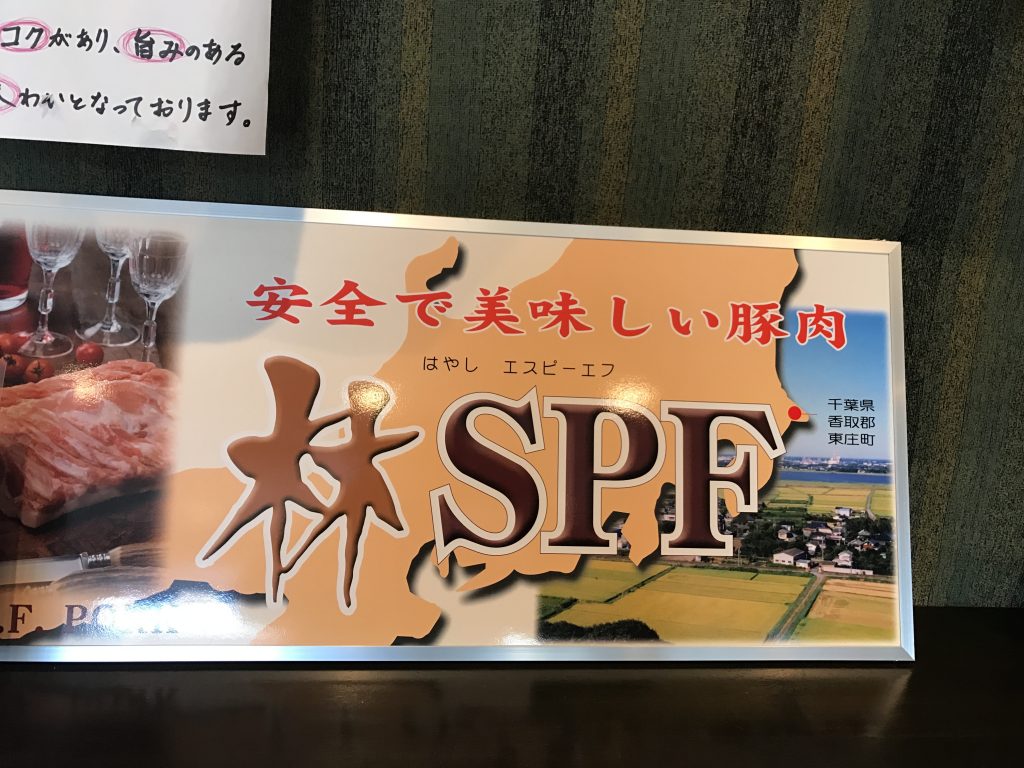 コクがあり、旨みのある
わいとなっております。
安全で美味しい豚肉
はやし エスピーエフ
林SPF
千葉県
香取郡
東庄町
.F. PORK